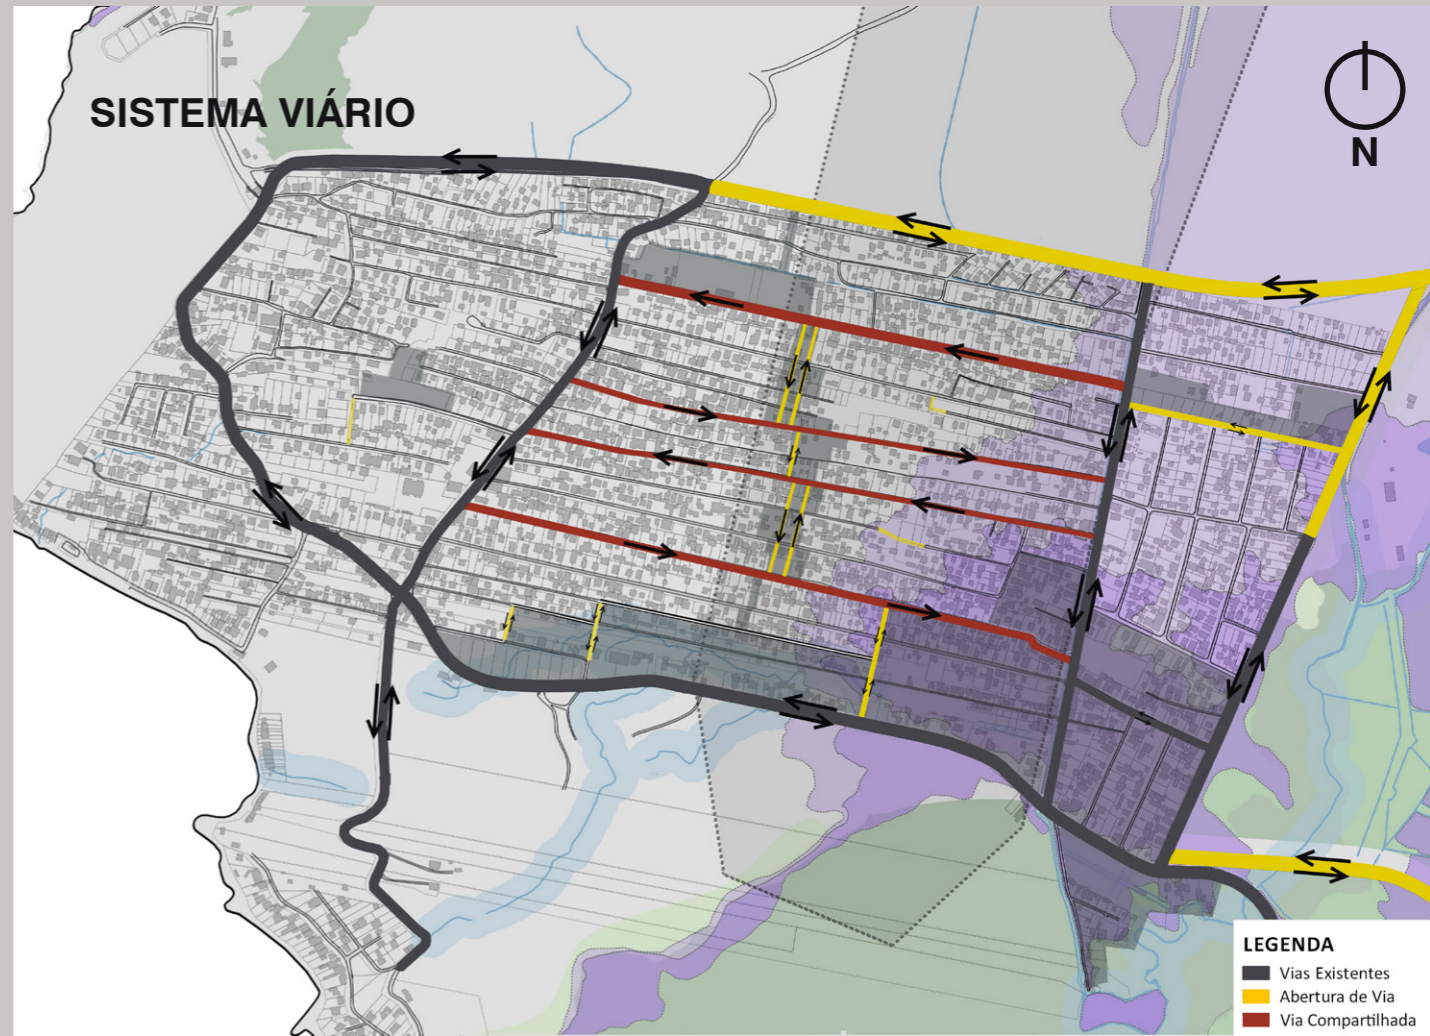 SISTEMA VIÁRIO
N
LEGENDA
Vias Existentes
Abertura de Via
Via Compartilhada